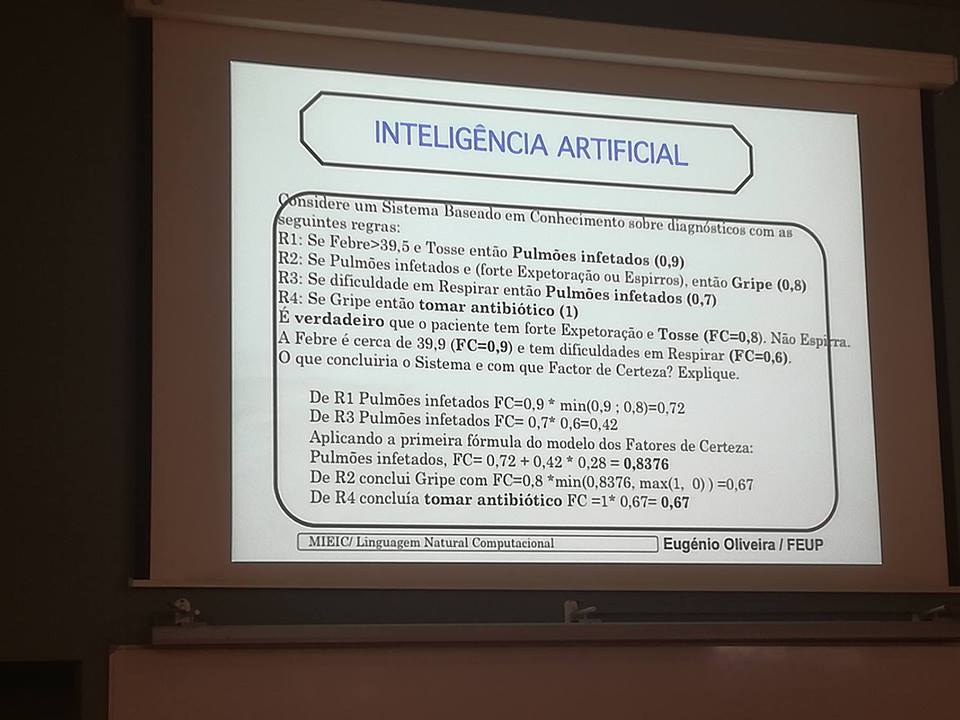 INTELIGÊNCIA ARTIFICIAL
Considere um Sistema Baseado em Conhecimento sobre diagnósticos com as
seguintes regras:
R1: Se Febre>39,5 e Tosse então Pulmões infetados (0,9)
R2: Se Pulmões infetados e (forte Expetoração ou Espirros), então Gripe (0,8)
R3: Se dificuldade em Respirar então Pulmões infetados (0,7)
R4: Se Gripe então tomar antibiótico (1)
É verdadeiro que o paciente tem forte Expetoração e Tosse (FC=0,8). Não Espirra.
A Febre é cerca de 39,9 (FC=0,9) e tem dificuldades em Respirar (FC=0,6).
O que concluiria o Sistema e com que Factor de Certeza? Explique.
De R1 Pulmões infetados FC=0,9 * min(0,9 ; 0,8)=0,72
De R3 Pulmões infetados FC= 0,7* 0,6=0,42
Aplicando a primeira fórmula do modelo dos Fatores de Certeza:
Pulmões infetados, FC= 0,72 + 0,42 * 0,28 = 0,8376
De R2 conclui Gripe com FC=0,8 *min(0,8376, max(1, 0) ) =0,67
De R4 concluía tomar antibiótico FC =1* 0,67= 0,67
MIEIC/ Linguagem Natural Computacional
Eugénio Oliveira / FEUP